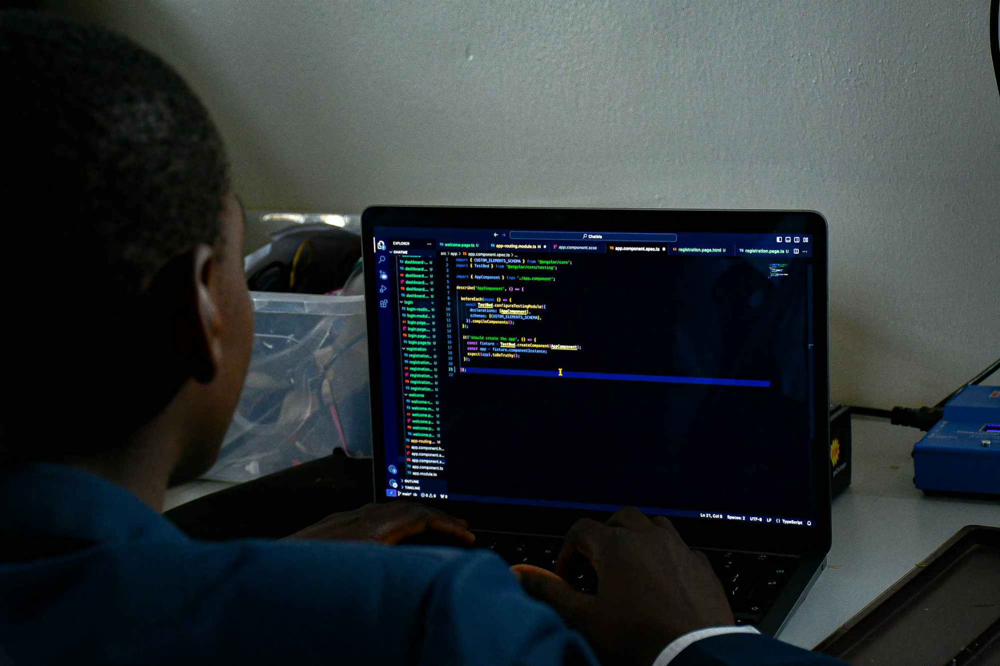 ChatMe
EXPLORER
welcome.page.ts U
app-routing.module.ts M
app.component.scss
app.component.spec.ts
registration.page.html U
registration.page.ts U
CHATME
src > app > TS app.component.spec.ts > ...
1 import { CUSTOM_ELEMENTS_SCHEMA } from '@angular/core';
2 import { TestBed } from '@angular/core/testing';
3
4 import { AppComponent } from './app.component';
5
6 describe('AppComponent', () => {
7
8 beforeEach(async () => {
9 await TestBed.configureTestingModule({
10 declarations: [AppComponent],
11 schemas: [CUSTOM_ELEMENTS_SCHEMA],
12 }).compileComponents();
13 });
14
15 it('should create the app', () => {
16 const fixture = TestBed.createComponent(AppComponent);
17 const app = fixture.componentInstance;
18 expect(app).toBeTruthy();
19 });
20
21 });
22
dashboard-... U
dashboard... U
dashboard... U
dashboard... U
dashboard... U
dashboard... U
login
login-routin... U
login.modul... U
login.page.... U
login.page.... U
login.page.... U
login.page.ts U
registration
registration... U
registration... U
registration... U
registration... U
registration... U
registration... U
welcome
welcome-r... U
welcome.m... U
welcome.p... U
welcome.p... U
welcome.p... U
welcome.p... U
app-routing.... M
app.component.h...
app.component.s...
app.component.s...
app.component.ts
app.module.ts
OUTLINE
TIMELINE
main* 0 0 0
Ln 21, Col 5 Spaces: 2 UTF-8 LF {} TypeScript